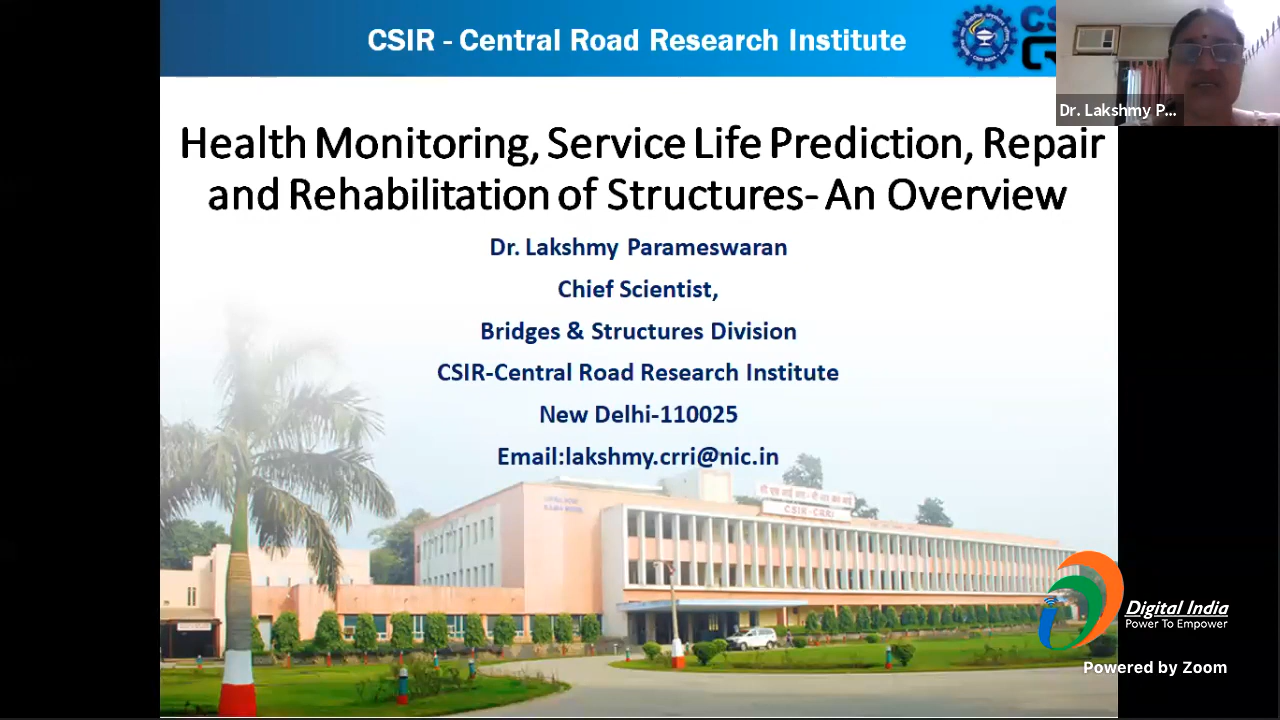 CSIR - Central Road Research Institute
Dr. Lakshmy P...
Health Monitoring, Service Life Prediction, Repair
and Rehabilitation of Structures- An Overview
Dr. Lakshmy Parameswaran
Chief Scientist,
Bridges & Structures Division
CSIR-Central Road Research Institute
New Delhi-110025
Email:lakshmy.crri@nic.in
CSIR-CRRI
Digital India
Power To Empower
Powered by Zoom